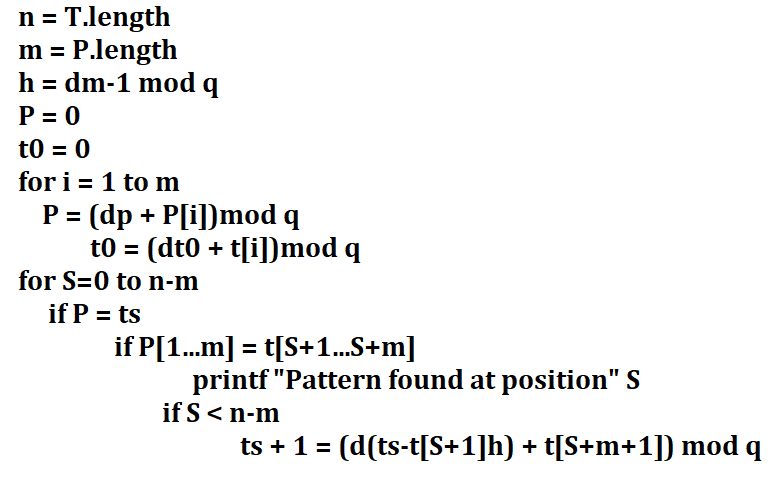 n = T.length
m = P.length
h = dm-1 mod q
P = 0
t0 = 0
for i = 1 to m
P = (dp + P[i])mod q
t0 = (dt0 + t[i])mod q
for S=0 to n-m
if P = ts
if P[1...m] = t[S+1...S+m]
printf "Pattern found at position" S
if S < n-m
ts + 1 = (d(ts-t[S+1]h) + t[S+m+1]) mod q